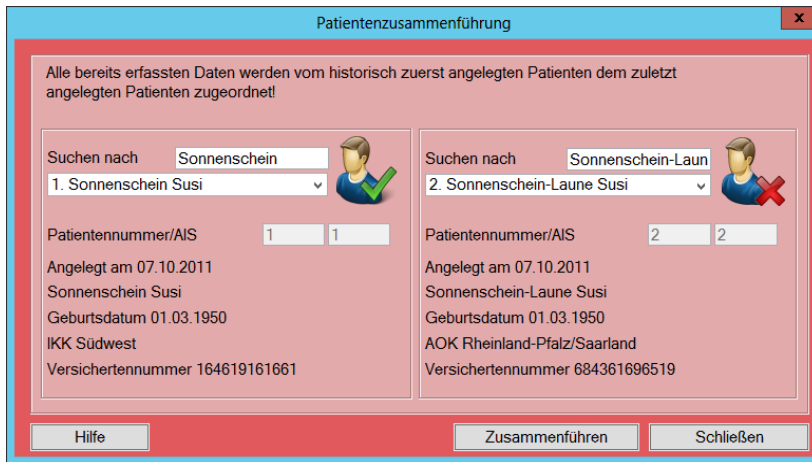 Patientenzusammenführung
x
Alle bereits erfassten Daten werden vom historisch zuerst angelegten Patienten dem zuletzt
angelegten Patienten zugeordnet!
Suchen nach Sonnenschein
1. Sonnenschein Susi
Patientennummer/AIS 1 1
Angelegt am 07.10.2011
Sonnenschein Susi
Geburtsdatum 01.03.1950
IKK Südwest
Versichertennummer 164619161661
Suchen nach Sonnenschein-Laun
2. Sonnenschein-Laune Susi
Patientennummer/AIS 2 2
Angelegt am 07.10.2011
Sonnenschein-Laune Susi
Geburtsdatum 01.03.1950
AOK Rheinland-Pfalz/Saarland
Versichertennummer 684361696519
Hilfe Zusammenführen Schließen